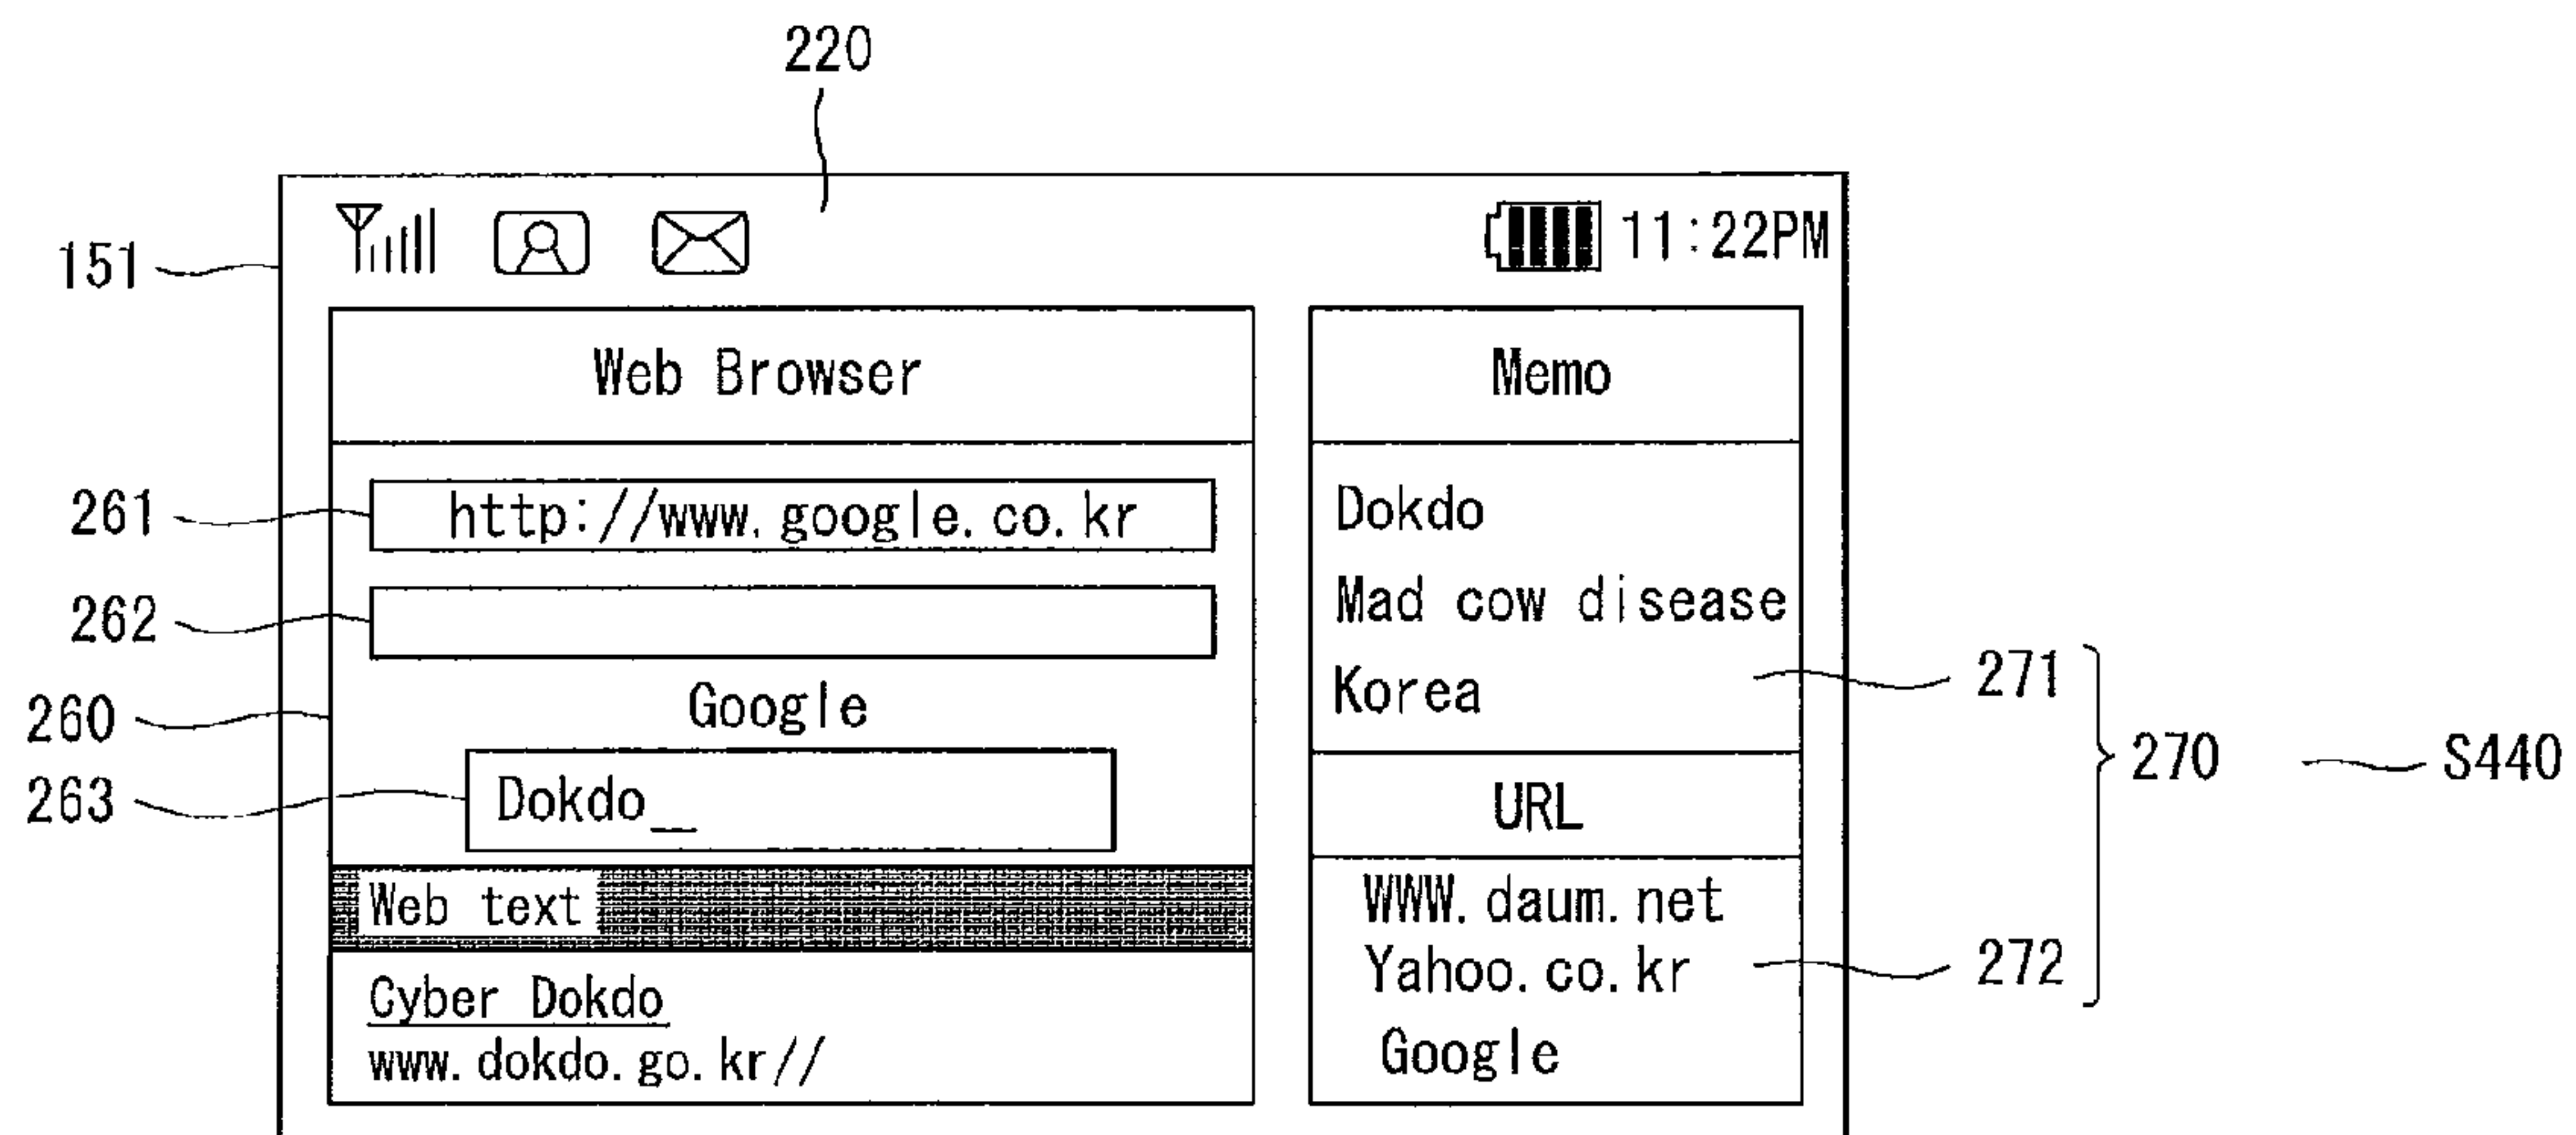 220
151
11:22PM
Web Browser
261
http://www.google.co.kr
262
260
Google
263
Dokdo_
Web text
Cyber Dokdo
www.dokdo.go.kr//
Memo
Dokdo
Mad cow disease
Korea
271
270
S440
URL
WWW.daum.net
Yahoo.co.kr
272
Google